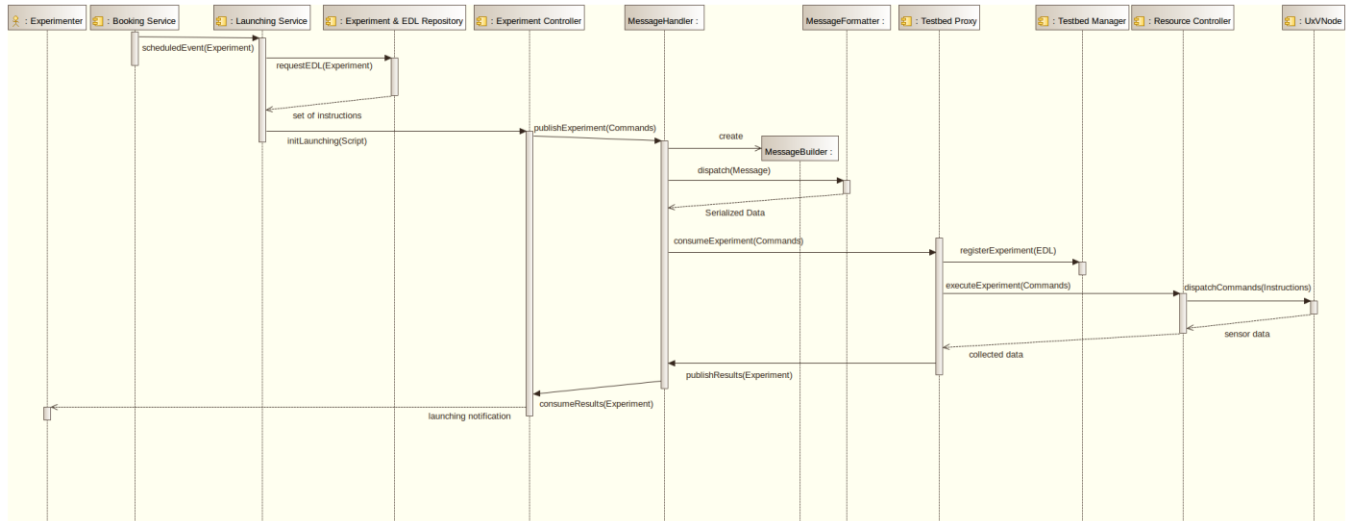 : Experimenter
: Booking Service
: Launching Service
: Experiment & EDL Repository
: Experiment Controller
MessageHandler :
MessageFormatter :
: Testbed Proxy
: Testbed Manager
: Resource Controller
: UxVNode
scheduledEvent(Experiment)
requestEDL(Experiment)
set of instructions
initLaunching(Script)
publishExperiment(Commands)
create
MessageBuilder :
dispatch(Message)
Serialized Data
consumeExperiment(Commands)
registerExperiment(EDL)
executeExperiment(Commands)
dispatchCommands(Instructions)
sensor data
collected data
publishResults(Experiment)
consumeResults(Experiment)
launching notification